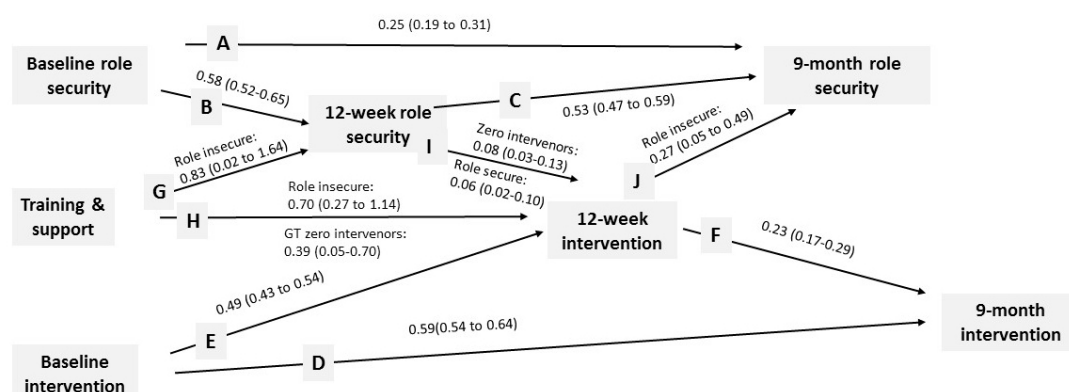 0.25 (0.19 to 0.31)
A
Baseline role
security
9-month role
security
0.58 (0.52-0.65)
B
C
0.53 (0.47 to 0.59)
12-week role
security
I
Zero intervenors:
0.08 (0.03-0.13)
Role secure:
0.06 (0.02-0.10)
Role insecure:
0.27 (0.05 to 0.49)
J
Role insecure:
0.83 (0.02 to 1.64)
G
Training &
support
H
Role insecure:
0.70 (0.27 to 1.14)
GT zero intervenors:
0.39 (0.05-0.70)
12-week
intervention
F
0.23 (0.17-0.29)
0.49 (0.43 to 0.54)
E
0.59(0.54 to 0.64)
D
9-month
intervention
Baseline
intervention